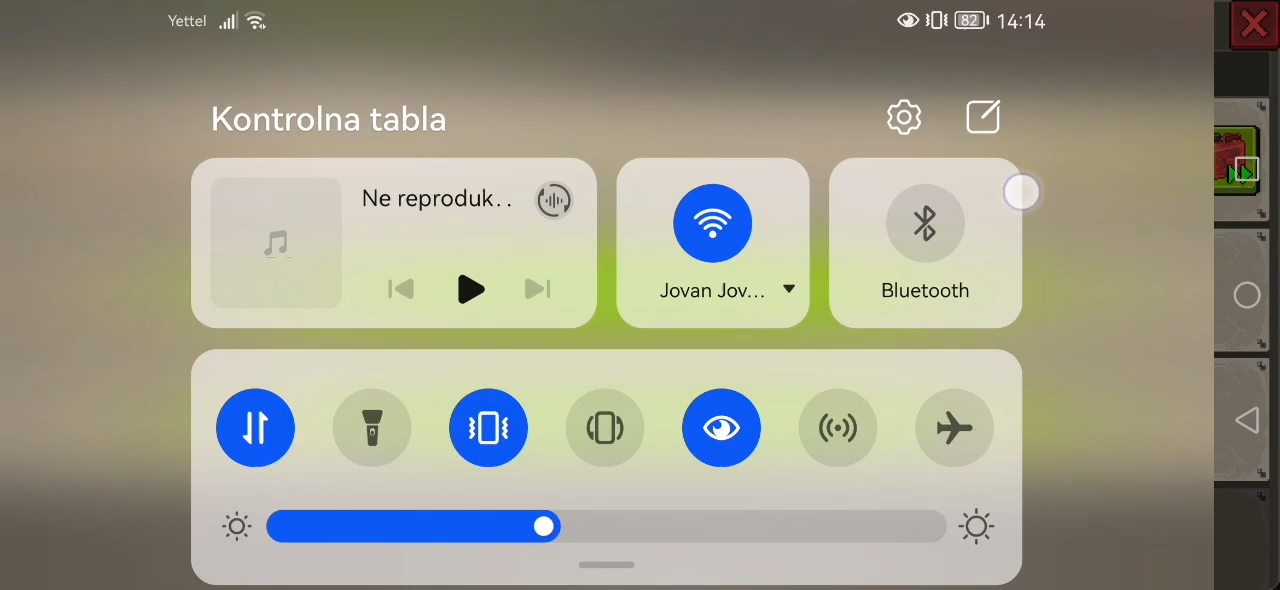 Yettel
82
14:14
Kontrolna tabla
Ne reproduk..
Jovan Jov...
Bluetooth